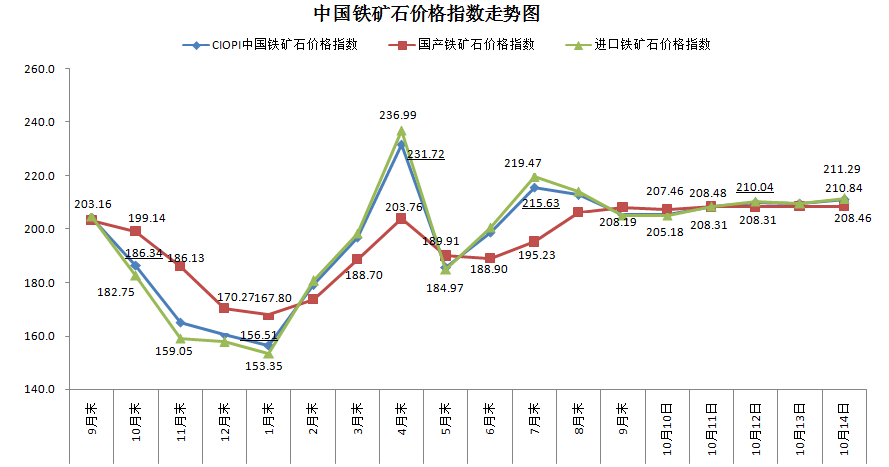 中国铁矿石价格指数走势图
CIOPI中国铁矿石价格指数 国产铁矿石价格指数 进口铁矿石价格指数
260.0
240.0
220.0
200.0
180.0
160.0
140.0
236.99
231.72
219.47
211.29
203.16
199.14
203.76
215.63
207.46
208.48
210.04
210.84
208.19
205.18
208.31
208.31
208.46
186.34
186.13
189.91
195.23
182.75
170.27
167.80
188.70
184.97
188.90
159.05
156.51
153.35
9月末
10月末
11月末
12月末
1月末
2月末
3月末
4月末
5月末
6月末
7月末
8月末
9月末
10月10日
10月11日
10月12日
10月13日
10月14日